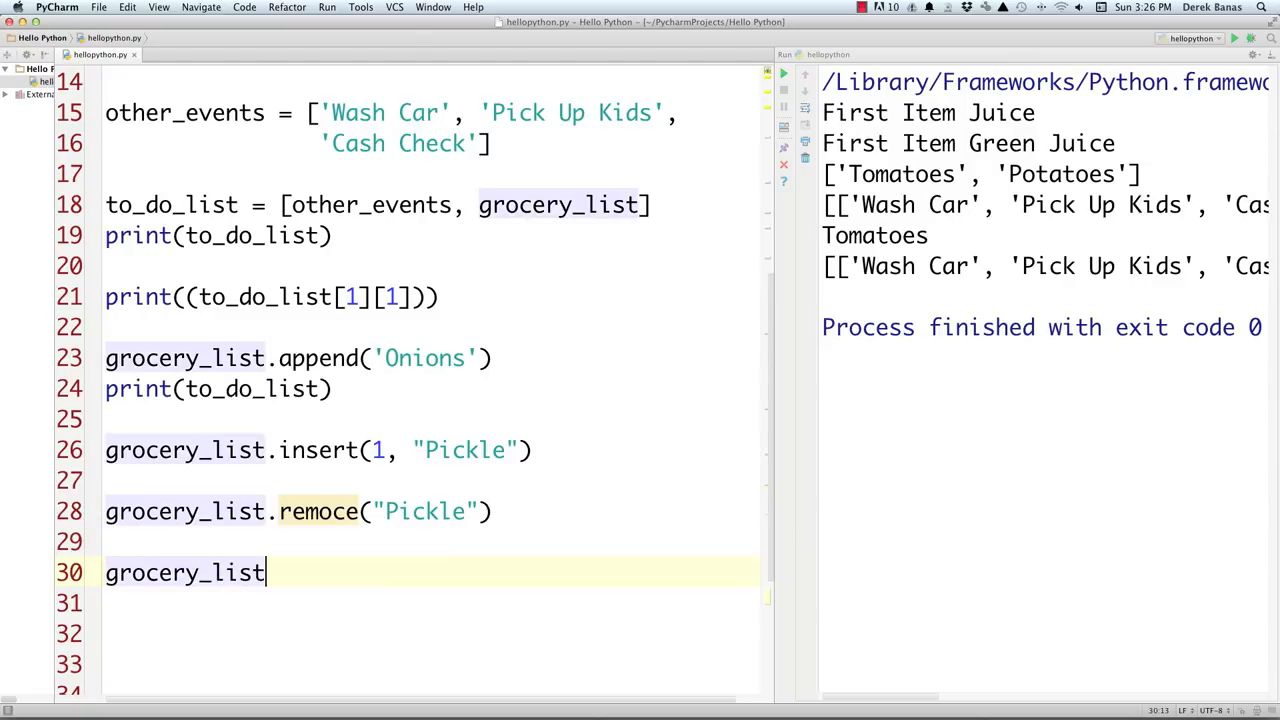 PyCharm File Edit View Navigate Code Refactor Run Tools VCS Window Help 10 Sun 3:26 PM Derek Banas
hellopython.py - Hello Python - [~/PycharmProjects/Hello Python]
Hello Python hellopython.py hellopython
hellopython.py Run hellopython
Hello F
hell
Extern
14
15 other_events = ['Wash Car', 'Pick Up Kids',
16 'Cash Check']
17
18 to_do_list = [other_events, grocery_list]
19 print(to_do_list)
20
21 print((to_do_list[1][1]))
22
23 grocery_list.append('Onions')
24 print(to_do_list)
25
26 grocery_list.insert(1, "Pickle")
27
28 grocery_list.remoce("Pickle")
29
30 grocery_list
31
32
33
34
/Library/Frameworks/Python.framewo
First Item Juice
First Item Green Juice
['Tomatoes', 'Potatoes']
[['Wash Car', 'Pick Up Kids', 'Cas
Tomatoes
[['Wash Car', 'Pick Up Kids', 'Cas
Process finished with exit code 0
30:13 LF UTF-8